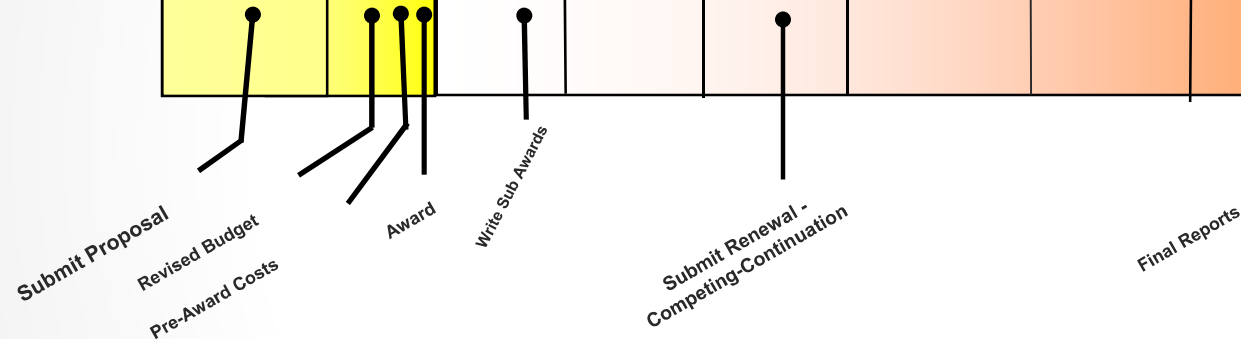 Submit Proposal
Revised Budget
Pre-Award Costs
Award
Write Sub Awards
Submit Renewal -
Competing-Continuation
Final Reports